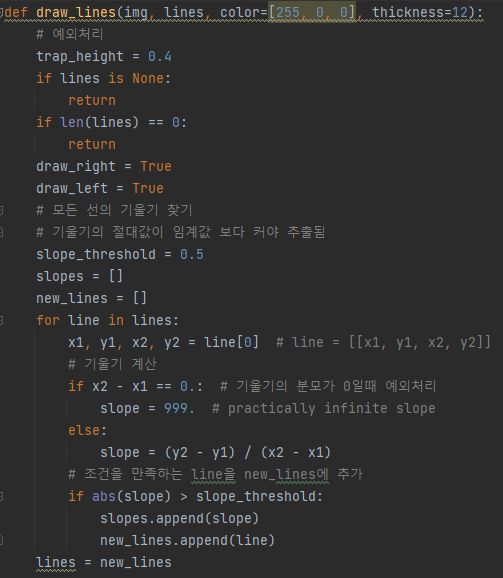 def draw_lines(img, lines, color=[255, 0, 0], thickness=12):
    # 예외처리
    trap_height = 0.4
    if lines is None:
        return
    if len(lines) == 0:
        return
    draw_right = True
    draw_left = True
    # 모든 선의 기울기 찾기
    # 기울기의 절대값이 임계값 보다 커야 추출됨
    slope_threshold = 0.5
    slopes = []
    new_lines = []
    for line in lines:
        x1, y1, x2, y2 = line[0]  # line = [[x1, y1, x2, y2]]
        # 기울기 계산
        if x2 - x1 == 0.:  # 기울기의 분모가 0일때 예외처리
            slope = 999.  # practically infinite slope
        else:
            slope = (y2 - y1) / (x2 - x1)
        # 조건을 만족하는 line을 new_lines에 추가
        if abs(slope) > slope_threshold:
            slopes.append(slope)
            new_lines.append(line)
    lines = new_lines